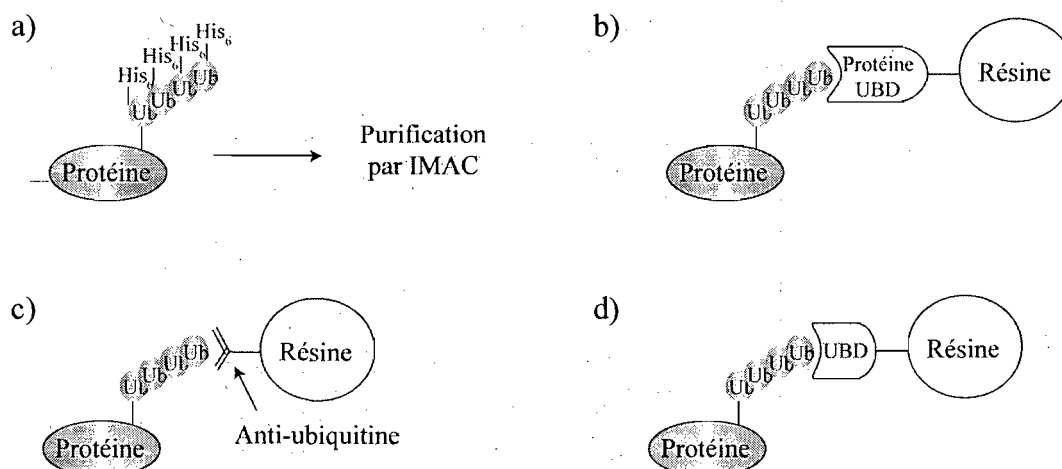 a)
His₆
His₆
His₆
His₆
Ub
Ub
Ub
Ub
Protéine
Purification
par IMAC
b)
Ub
Ub
Ub
Ub
Protéine
Protéine
UBD
Résine
c)
Ub
Ub
Ub
Ub
Protéine
Résine
Anti-ubiquitine
d)
Ub
Ub
Ub
Ub
Protéine
UBD
Résine